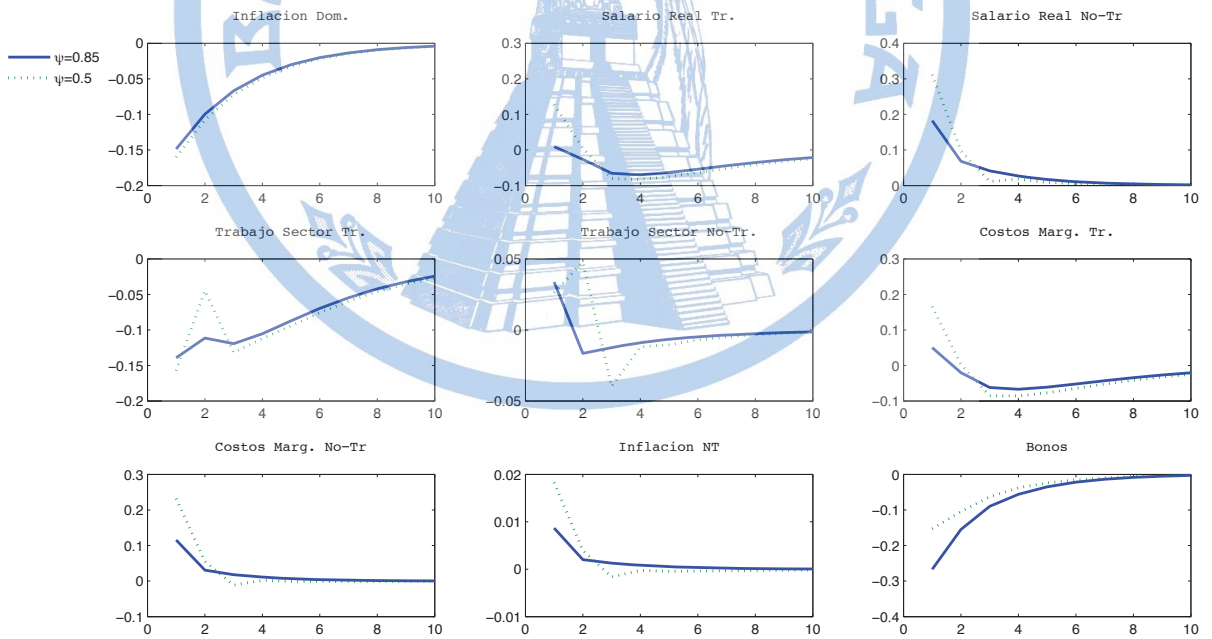 Inflacion Dom.
Salario Real Tr.
Salario Real No-Tr
ψ=0.85
ψ=0.5
0
−0.05
−0.1
−0.15
−0.2
0 2 4 6 8 10
0.3
0.2
0.1
0
−0.1
0 2 4 6 8 10
0.4
0.3
0.2
0.1
0
0 2 4 6 8 10
Trabajo Sector Tr.
Trabajo Sector No-Tr.
Costos Marg. Tr.
0
−0.05
−0.1
−0.15
−0.2
0 2 4 6 8 10
0.05
0
−0.05
0 2 4 6 8 10
0.3
0.2
0.1
0
−0.1
0 2 4 6 8 10
Costos Marg. No-Tr
Inflacion NT
Bonos
0.3
0.2
0.1
0
−0.1
0 2 4 6 8 10
0.02
0.01
0
−0.01
0 2 4 6 8 10
0
−0.1
−0.2
−0.3
−0.4
0 2 4 6 8 10